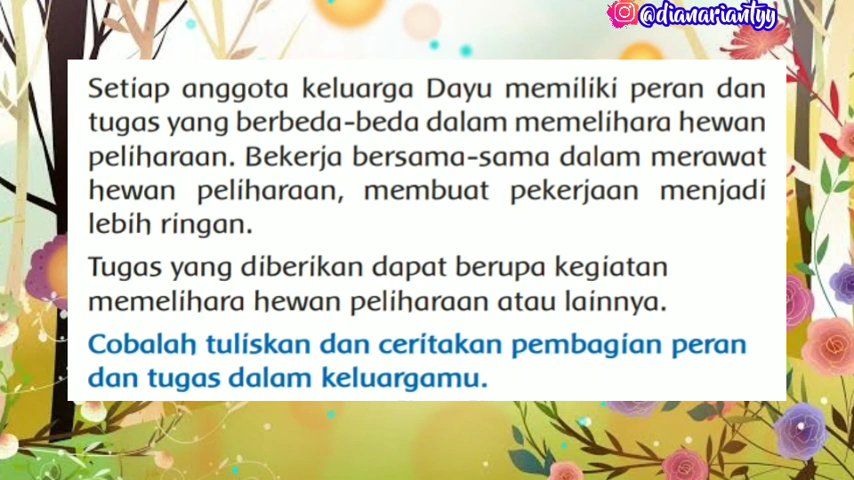 @dianariantyy
Setiap anggota keluarga Dayu memiliki peran dan
tugas yang berbeda-beda dalam memelihara hewan
peliharaan. Bekerja bersama-sama dalam merawat
hewan peliharaan, membuat pekerjaan menjadi
lebih ringan.
Tugas yang diberikan dapat berupa kegiatan
memelihara hewan peliharaan atau lainnya.
Cobalah tuliskan dan ceritakan pembagian peran
dan tugas dalam keluargamu.